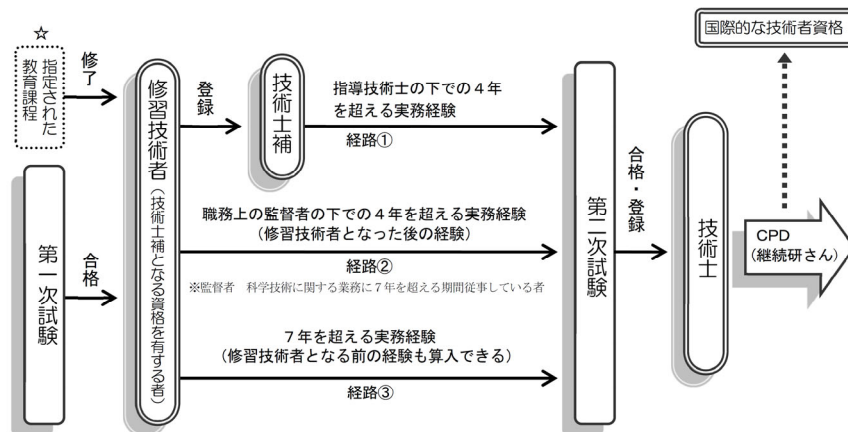 国際的な技術者資格
☆
指定された
教育課程
修了
修習技術者
(技術士補となる資格を有する者)
登録
技術士補
指導技術士の下での4年
を超える実務経験
経路①
第一次試験
合格
職務上の監督者の下での4年を超える実務経験
(修習技術者となった後の経験)
経路②
※監督者 科学技術に関する業務に7年を超える期間従事している者
7年を超える実務経験
(修習技術者となる前の経験も算入できる)
経路③
第二次試験
合格・登録
技術士
CPD
(継続研さん)